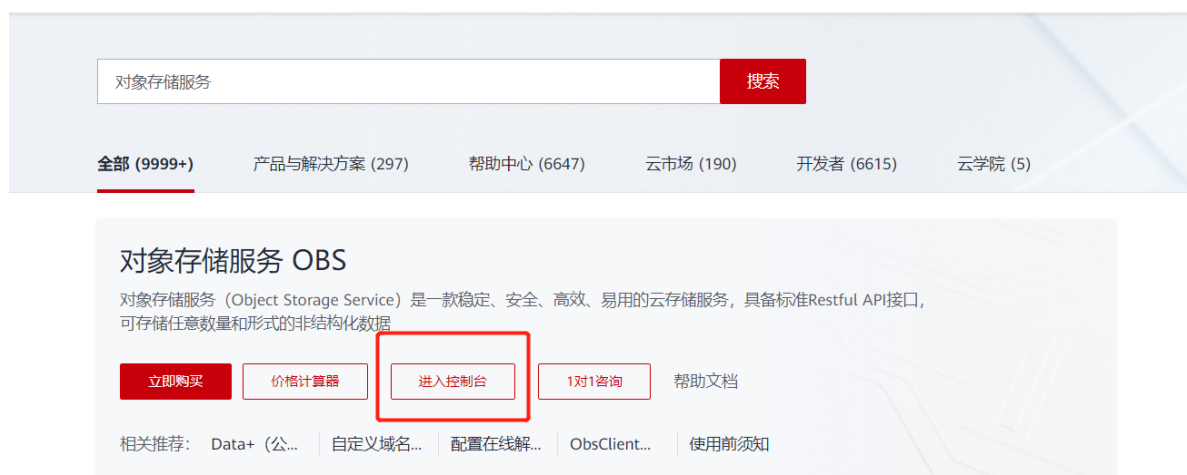 对象存储服务 搜索
全部 (9999+) 产品与解决方案 (297) 帮助中心 (6647) 云市场 (190) 开发者 (6615) 云学院 (5)
对象存储服务 OBS
对象存储服务（Object Storage Service）是一款稳定、安全、高效、易用的云存储服务，具备标准Restful API接口，
可存储任意数量和形式的非结构化数据
立即购买 价格计算器 进入控制台 1对1咨询 帮助文档
相关推荐： Data+（公... 自定义域名... 配置在线解... ObsClient... 使用前须知